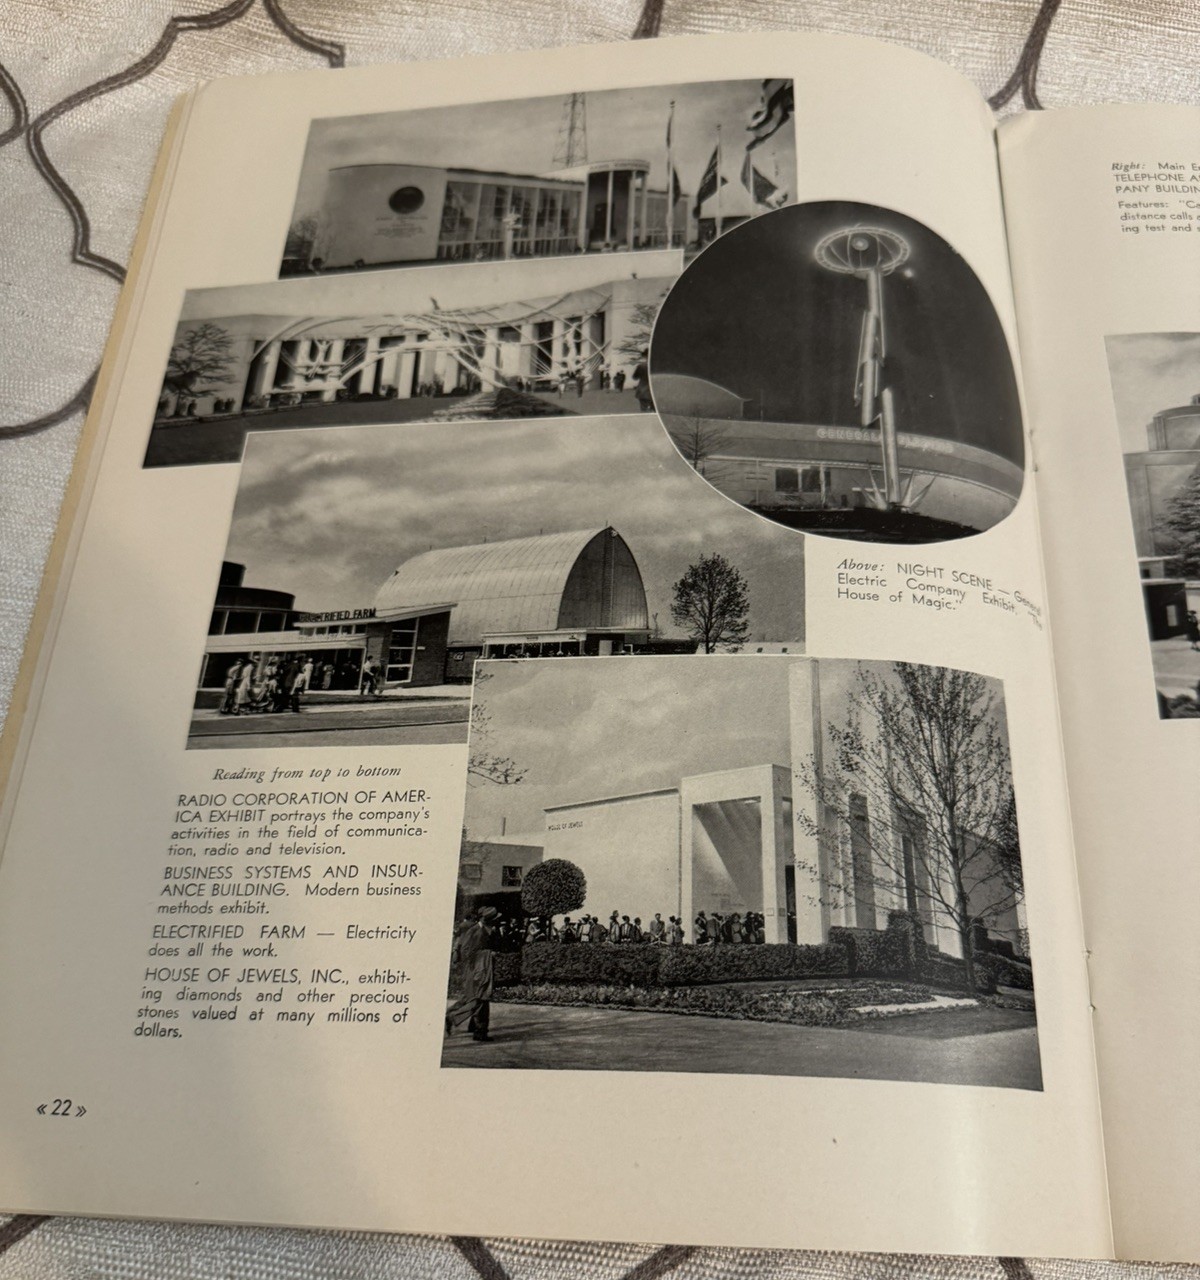 ELECTRIFIED FARM
HOUSE OF JEWELS
Above: NIGHT SCENE — General
Electric Company Exhibit, "The
House of Magic."
Reading from top to bottom
RADIO CORPORATION OF AMER-
ICA EXHIBIT portrays the company's
activities in the field of communica-
tion, radio and television.
BUSINESS SYSTEMS AND INSUR-
ANCE BUILDING. Modern business
methods exhibit.
ELECTRIFIED FARM — Electricity
does all the work.
HOUSE OF JEWELS, INC., exhibit-
ing diamonds and other precious
stones valued at many millions of
dollars.
« 22 »
Right: Main
TELEPHONE
PANY
Features:
distance calls
ing test and